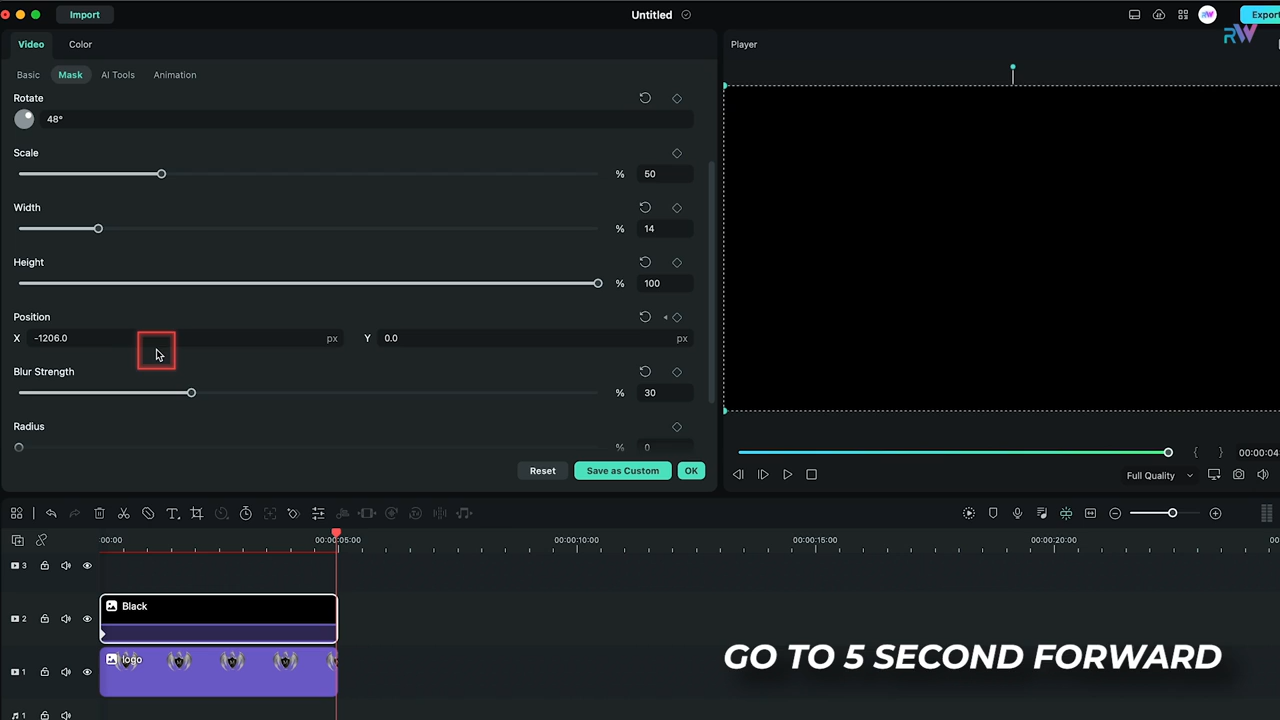 Import
Untitled
Export
RW
Video
Color
Player
Basic
Mask
AI Tools
Animation
Rotate
48°
Scale
% 50
Width
% 14
Height
% 100
Position
X -1206.0 px Y 0.0 px
Blur Strength
% 30
Radius
% 0
Reset
Save as Custom
OK
00:00:04
Full Quality
00:00 00:00:05:00 00:00:10:00 00:00:15:00 00:00:20:00 00
3
2
Black
1
logo
1
GO TO 5 SECOND FORWARD